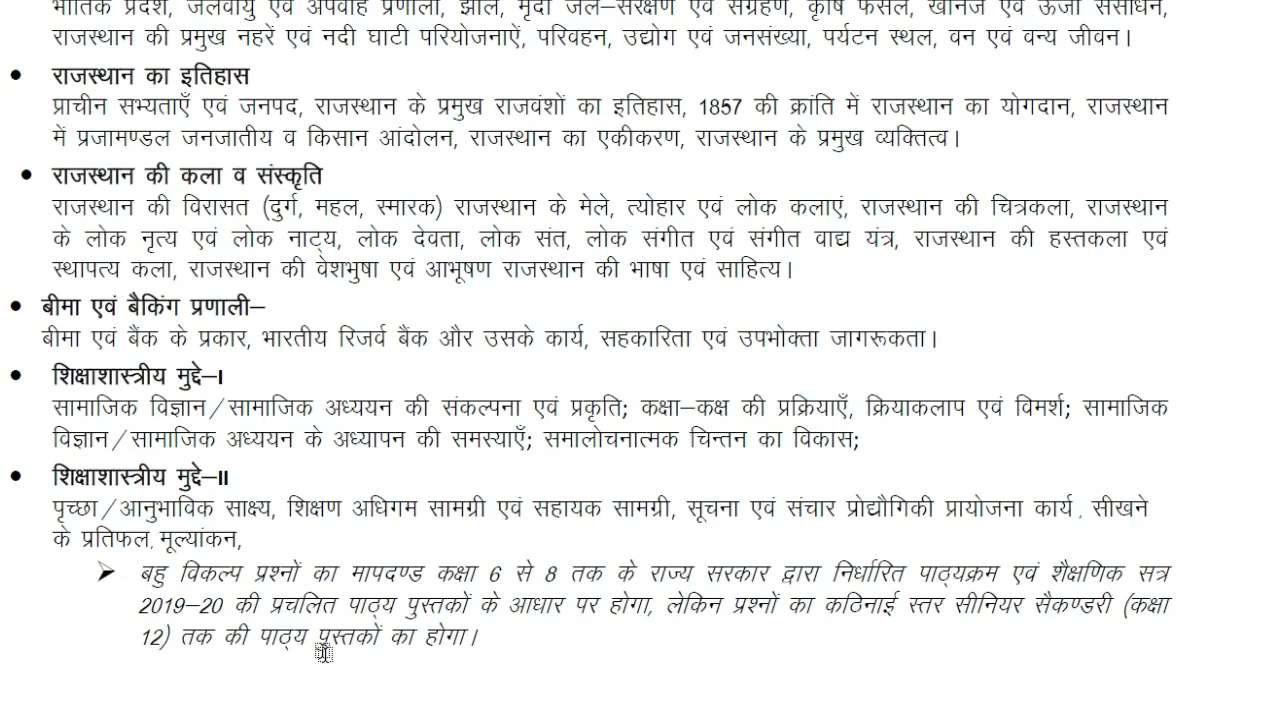 भौतिक प्रदेश, जलवायु एवं अपवाह प्रणाली, झीलें, मृदा जल–संरक्षण एवं संग्रहण, कृषि फसलें, खनिज एवं ऊर्जा संसाधन,
राजस्थान की प्रमुख नहरें एवं नदी घाटी परियोजनाऐं, परिवहन, उद्योग एवं जनसंख्या, पर्यटन स्थल, वन एवं वन्य जीवन।
• राजस्थान का इतिहास
प्राचीन सभ्यताएँ एवं जनपद, राजस्थान के प्रमुख राजवंशों का इतिहास, 1857 की क्रांति में राजस्थान का योगदान, राजस्थान
में प्रजामण्डल जनजातीय व किसान आंदोलन, राजस्थान का एकीकरण, राजस्थान के प्रमुख व्यक्तित्व।
• राजस्थान की कला व संस्कृति
राजस्थान की विरासत (दुर्ग, महल, स्मारक) राजस्थान के मेले, त्योहार एवं लोक कलाएं, राजस्थान की चित्रकला, राजस्थान
के लोक नृत्य एवं लोक नाट्य, लोक देवता, लोक संत, लोक संगीत एवं संगीत वाद्य यंत्र, राजस्थान की हस्तकला एवं
स्थापत्य कला, राजस्थान की वेशभुषा एवं आभूषण राजस्थान की भाषा एवं साहित्य।
• बीमा एवं बैकिंग प्रणाली–
बीमा एवं बैंक के प्रकार, भारतीय रिजर्व बैंक और उसके कार्य, सहकारिता एवं उपभोक्ता जागरूकता।
• शिक्षाशास्त्रीय मुद्दे–I
सामाजिक विज्ञान/सामाजिक अध्ययन की संकल्पना एवं प्रकृति; कक्षा–कक्ष की प्रक्रियाएँ, क्रियाकलाप एवं विमर्श; सामाजिक
विज्ञान/सामाजिक अध्ययन के अध्यापन की समस्याएँ; समालोचनात्मक चिन्तन का विकास;
• शिक्षाशास्त्रीय मुद्दे–II
पृच्छा/आनुभाविक साक्ष्य, शिक्षण अधिगम सामग्री एवं सहायक सामग्री, सूचना एवं संचार प्रोद्यौगिकी प्रायोजना कार्य, सीखने
के प्रतिफल, मूल्यांकन,
➢ बहु विकल्प प्रश्नों का मापदण्ड कक्षा 6 से 8 तक के राज्य सरकार द्वारा निर्धारित पाठ्यक्रम एवं शैक्षणिक सत्र
2019–20 की प्रचलित पाठ्य पुस्तकों के आधार पर होगा, लेकिन प्रश्नों का कठिनाई स्तर सीनियर सैकण्डरी (कक्षा
12) तक की पाठ्य पुस्तकों का होगा।